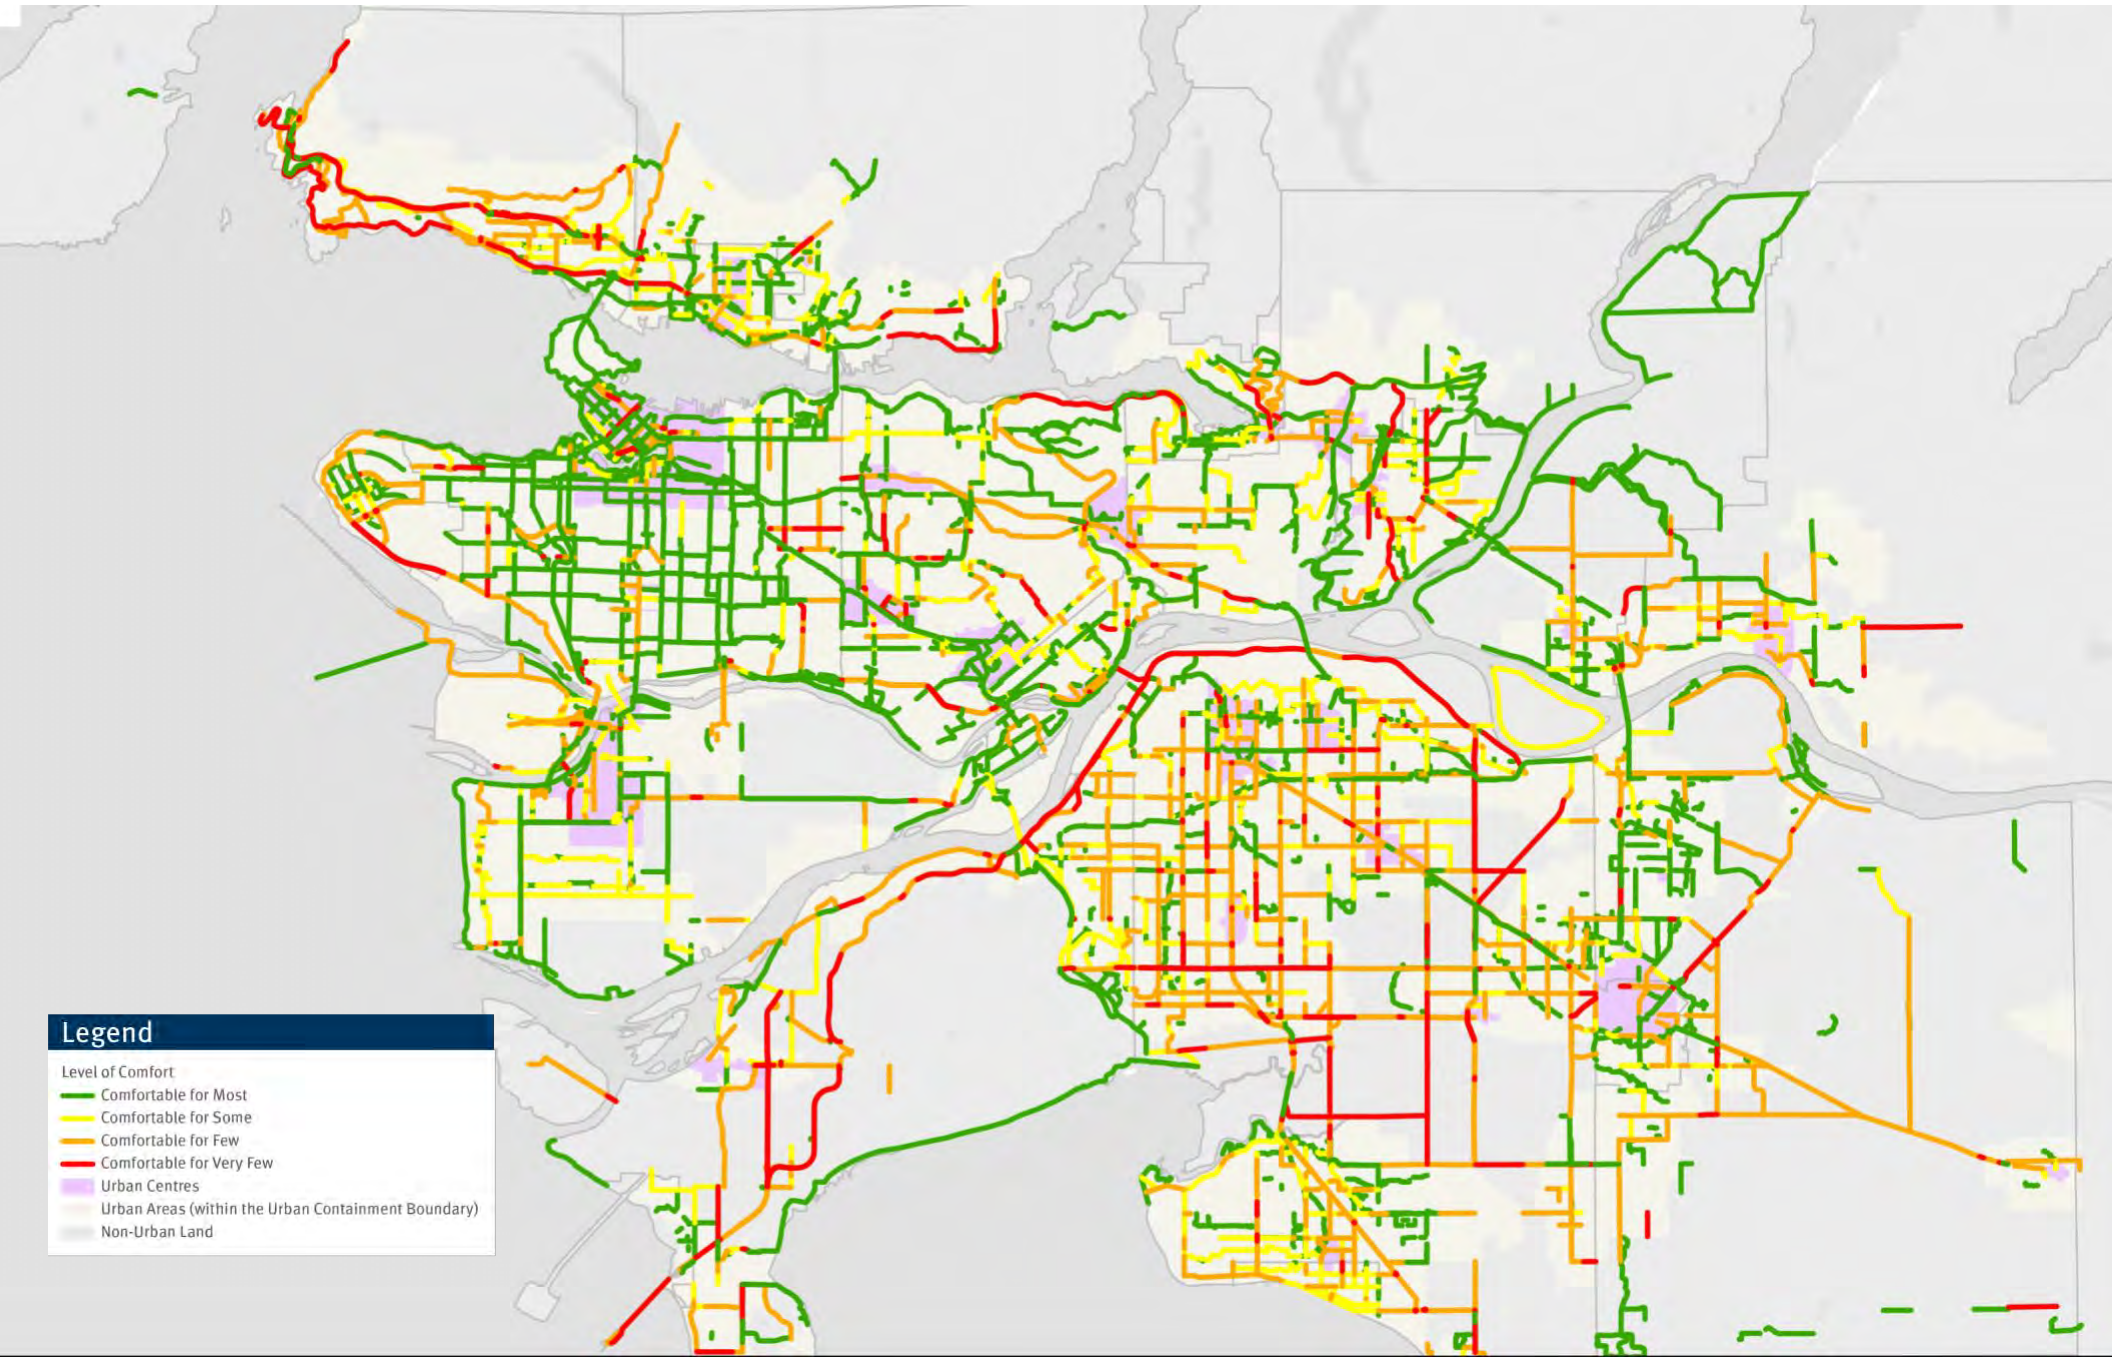 Legend
Level of Comfort
Comfortable for Most
Comfortable for Some
Comfortable for Few
Comfortable for Very Few
Urban Centres
Urban Areas (within the Urban Containment Boundary)
Non-Urban Land